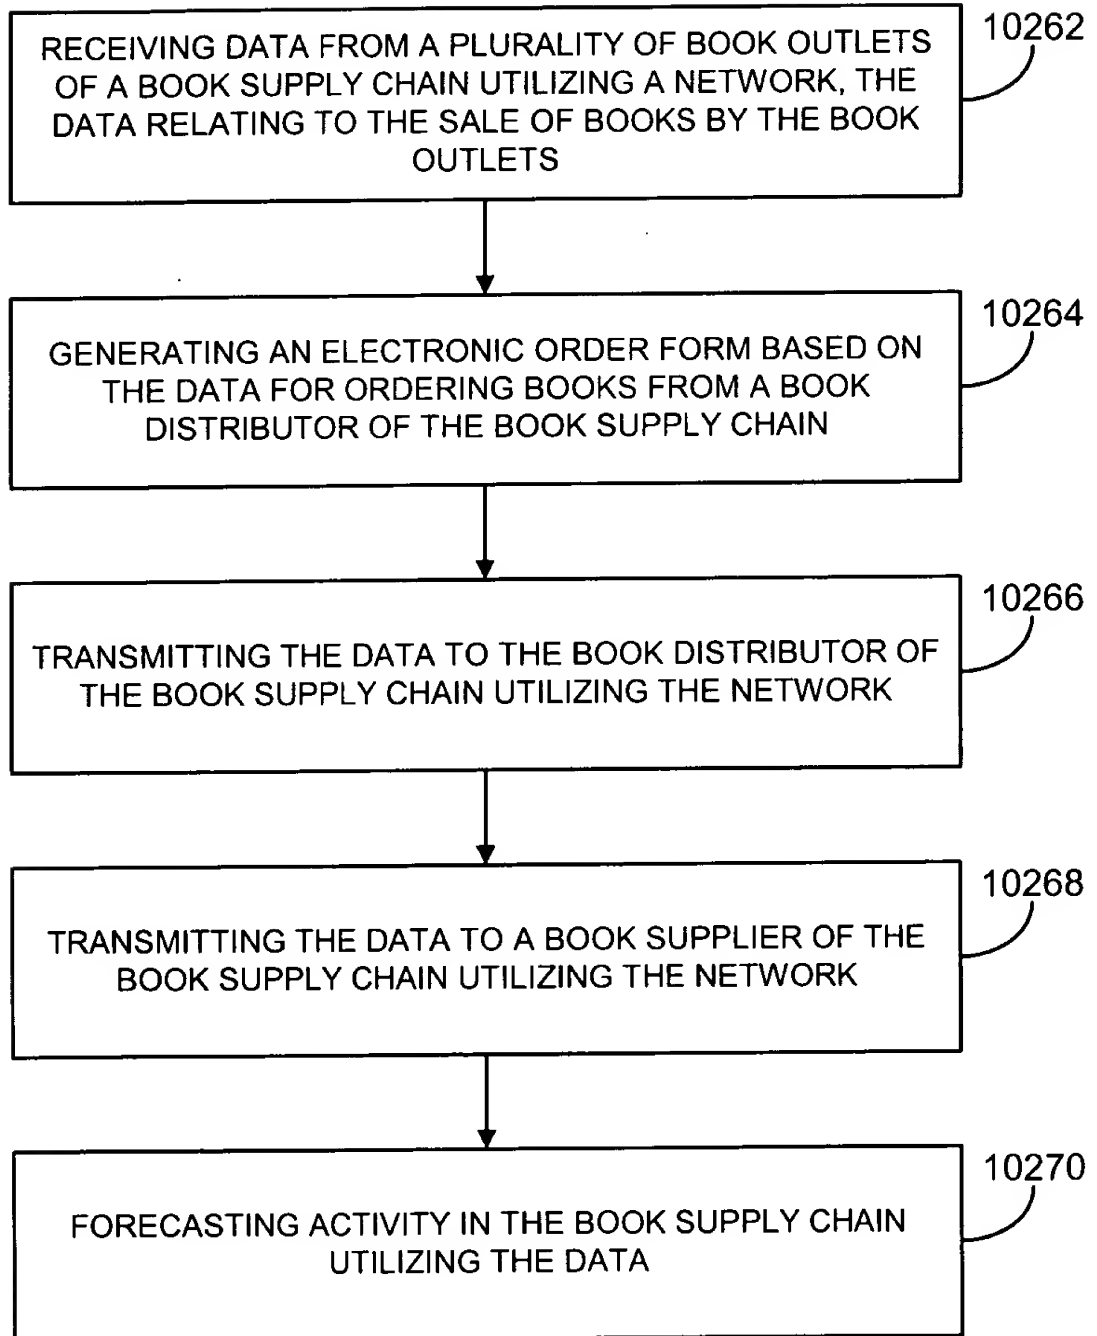 10262
RECEIVING DATA FROM A PLURALITY OF BOOK OUTLETS
OF A BOOK SUPPLY CHAIN UTILIZING A NETWORK, THE
DATA RELATING TO THE SALE OF BOOKS BY THE BOOK
OUTLETS
10264
GENERATING AN ELECTRONIC ORDER FORM BASED ON
THE DATA FOR ORDERING BOOKS FROM A BOOK
DISTRIBUTOR OF THE BOOK SUPPLY CHAIN
10266
TRANSMITTING THE DATA TO THE BOOK DISTRIBUTOR OF
THE BOOK SUPPLY CHAIN UTILIZING THE NETWORK
10268
TRANSMITTING THE DATA TO A BOOK SUPPLIER OF THE
BOOK SUPPLY CHAIN UTILIZING THE NETWORK
10270
FORECASTING ACTIVITY IN THE BOOK SUPPLY CHAIN
UTILIZING THE DATA